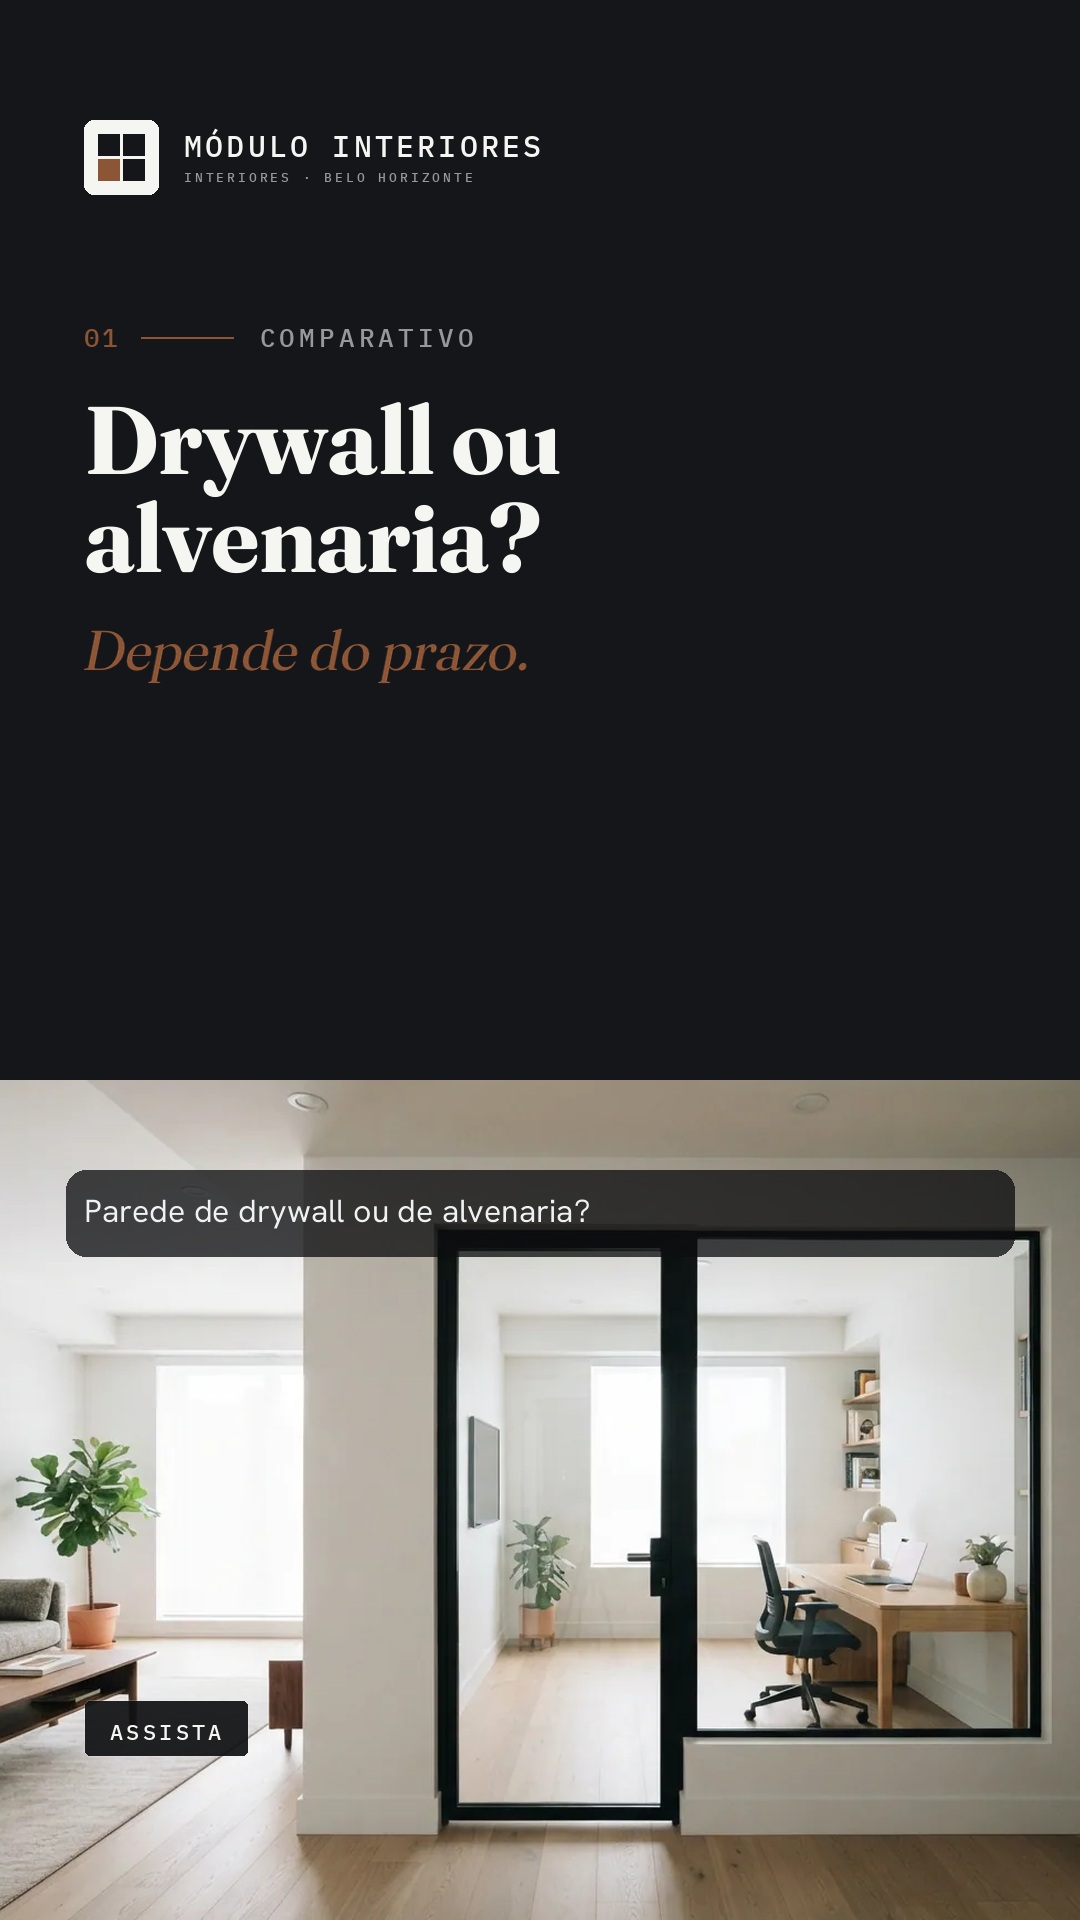 MÓDULO INTERIORES
INTERIORES · BELO HORIZONTE
01 COMPARATIVO
Drywall ou
alvenaria?
Depende do prazo.
Parede de drywall ou de alvenaria?
ASSISTA